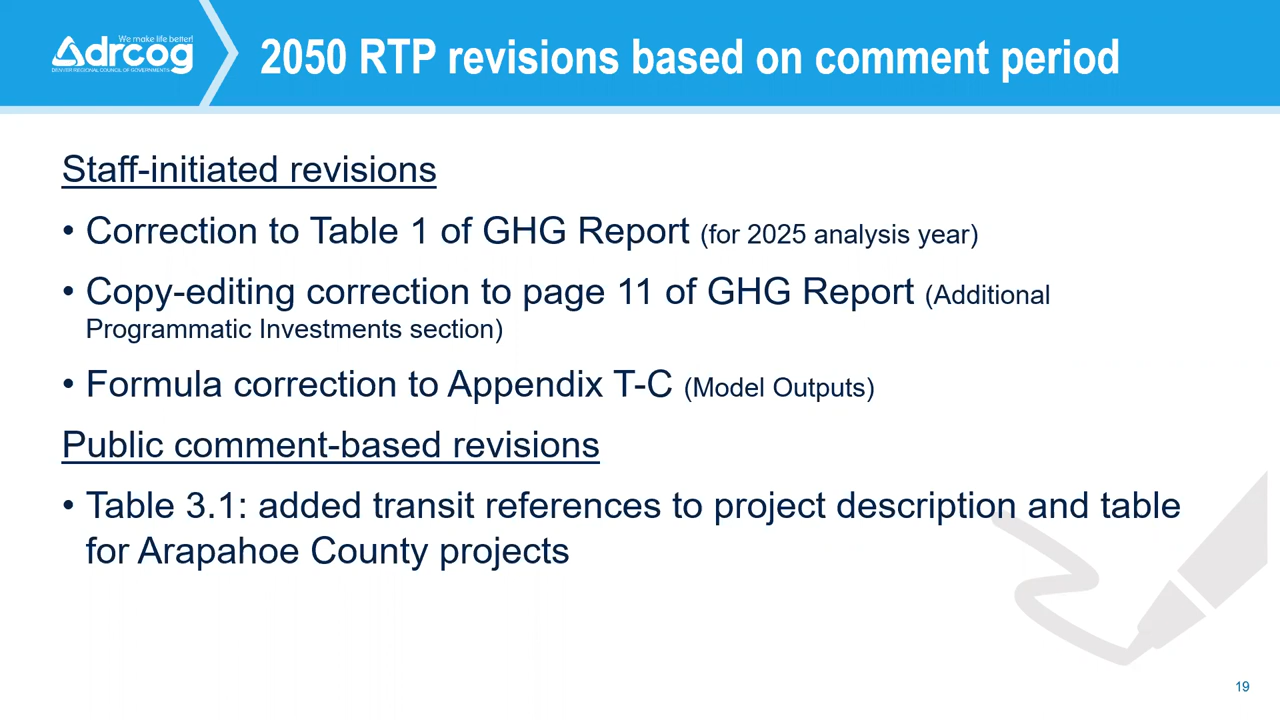 We make life better!
drcog
DENVER REGIONAL COUNCIL OF GOVERNMENTS
2050 RTP revisions based on comment period
Staff-initiated revisions
• Correction to Table 1 of GHG Report (for 2025 analysis year)
• Copy-editing correction to page 11 of GHG Report (Additional
Programmatic Investments section)
• Formula correction to Appendix T-C (Model Outputs)
Public comment-based revisions
• Table 3.1: added transit references to project description and table
for Arapahoe County projects
19